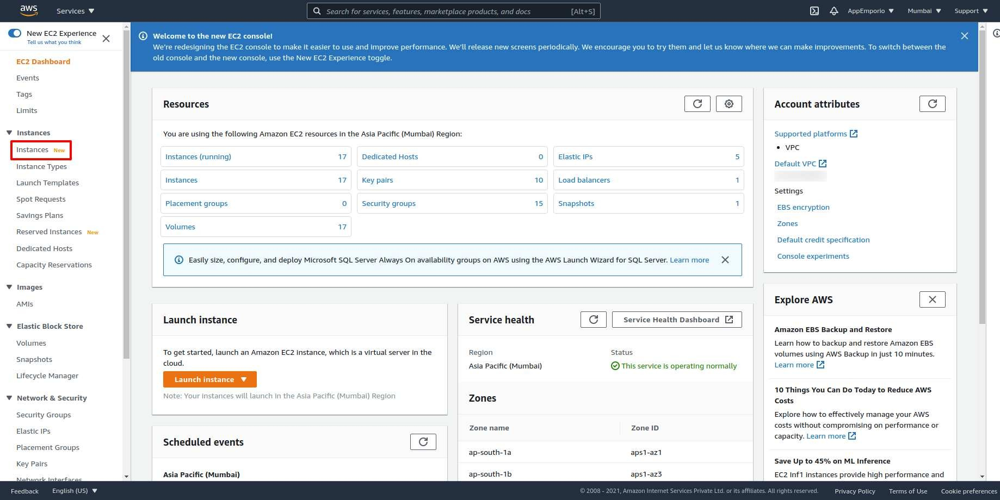 aws
Services
Search for services, features, marketplace products, and docs
[Alt+S]
AppEmporio
Mumbai
Support
New EC2 Experience
Tell us what you think
EC2 Dashboard
Events
Tags
Limits
Instances
Instances New
Instance Types
Launch Templates
Spot Requests
Savings Plans
Reserved Instances New
Dedicated Hosts
Capacity Reservations
Images
AMIs
Elastic Block Store
Volumes
Snapshots
Lifecycle Manager
Network & Security
Security Groups
Elastic IPs
Placement Groups
Key Pairs
Network Interfaces
Welcome to the new EC2 console!
We're redesigning the EC2 console to make it easier to use and improve performance. We'll release new screens periodically. We encourage you to try them and let us know where we can make improvements. To switch between the
old console and the new console, use the New EC2 Experience toggle.
Resources
You are using the following Amazon EC2 resources in the Asia Pacific (Mumbai) Region:
Instances (running) 17
Dedicated Hosts 0
Elastic IPs 5
Instances 17
Key pairs 10
Load balancers 1
Placement groups 0
Security groups 15
Snapshots 1
Volumes 17
Easily size, configure, and deploy Microsoft SQL Server Always On availability groups on AWS using the AWS Launch Wizard for SQL Server. Learn more
Launch instance
To get started, launch an Amazon EC2 instance, which is a virtual server in the
cloud.
Launch instance
Note: Your instances will launch in the Asia Pacific (Mumbai) Region
Scheduled events
Asia Pacific (Mumbai)
Service health
Service Health Dashboard
Region
Status
Asia Pacific (Mumbai)
This service is operating normally
Zones
Zone name
Zone ID
ap-south-1a
aps1-az1
ap-south-1b
aps1-az3
Account attributes
Supported platforms
• VPC
Default VPC
Settings
EBS encryption
Zones
Default credit specification
Console experiments
Explore AWS
Amazon EBS Backup and Restore
Learn how to backup and restore Amazon EBS
volumes using AWS Backup in just 10 minutes.
Learn more
10 Things You Can Do Today to Reduce AWS
Costs
Explore how to effectively manage your AWS
costs without compromising on performance or
capacity. Learn more
Save Up to 45% on ML Inference
EC2 Inf1 instances provide high performance and
Feedback
English (US)
© 2008 - 2021, Amazon Internet Services Private Ltd. or its affiliates. All rights reserved.
Privacy Policy
Terms of Use
Cookie preferences